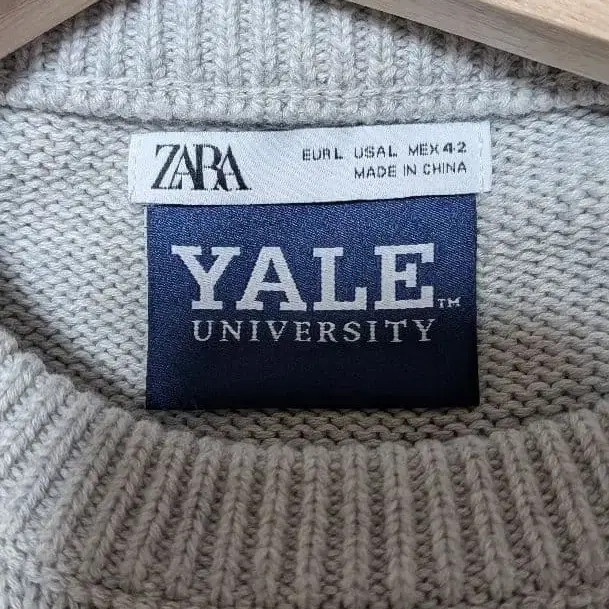 ZARA
EUR L USA L MEX 42
MADE IN CHINA
YALE™
UNIVERSITY